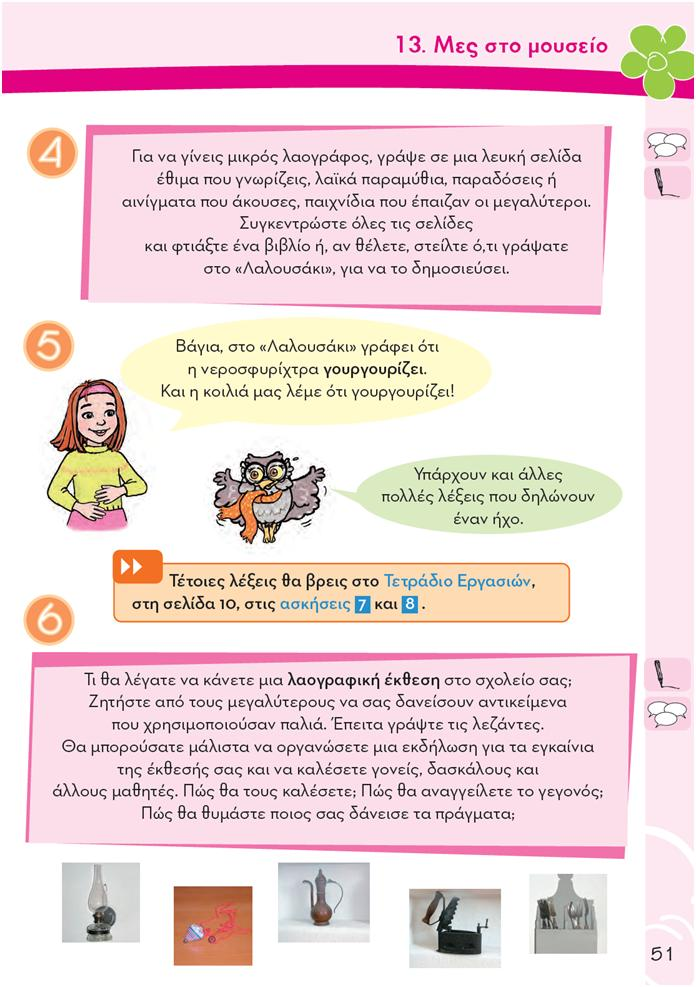 13. Μες στο μουσείο
4
Για να γίνεις μικρός λαογράφος, γράψε σε μια λευκή σελίδα
έθιμα που γνωρίζεις, λαϊκά παραμύθια, παραδόσεις ή
αινίγματα που άκουσες, παιχνίδια που έπαιζαν οι μεγαλύτεροι.
Συγκεντρώστε όλες τις σελίδες
και φτιάξτε ένα βιβλίο ή, αν θέλετε, στείλτε ό,τι γράψατε
στο «Λαλουσάκι», για να το δημοσιεύσει.
5
Βάγια, στο «Λαλουσάκι» γράφει ότι
η νεροσφυρίχτρα γουργουρίζει.
Και η κοιλιά μας λέμε ότι γουργουρίζει!
Υπάρχουν και άλλες
πολλές λέξεις που δηλώνουν
έναν ήχο.
Τέτοιες λέξεις θα βρεις στο Τετράδιο Εργασιών,
στη σελίδα 10, στις ασκήσεις 7 και 8 .
6
Τι θα λέγατε να κάνετε μια λαογραφική έκθεση στο σχολείο σας;
Ζητήστε από τους μεγαλύτερους να σας δανείσουν αντικείμενα
που χρησιμοποιούσαν παλιά. Έπειτα γράψτε τις λεζάντες.
Θα μπορούσατε μάλιστα να οργανώσετε μια εκδήλωση για τα εγκαίνια
της έκθεσής σας και να καλέσετε γονείς, δασκάλους και
άλλους μαθητές. Πώς θα τους καλέσετε; Πώς θα αναγγείλετε το γεγονός;
Πώς θα θυμάστε ποιος σας δάνεισε τα πράγματα;
51